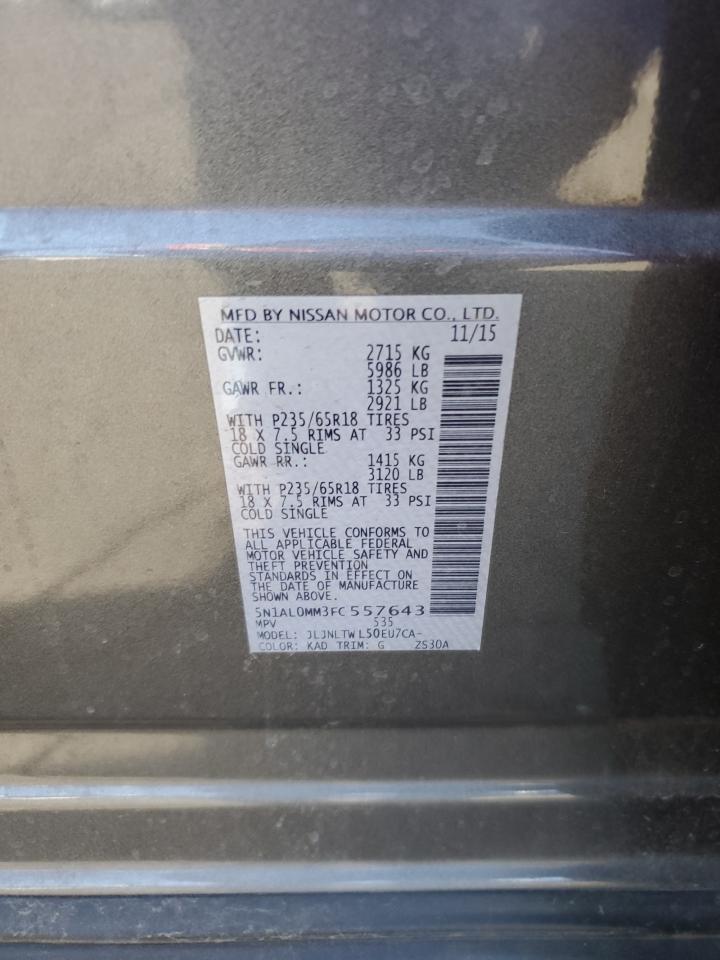 MFD BY NISSAN MOTOR CO., LTD.
DATE: 11/15
GVWR: 2715 KG
5986 LB
GAWR FR.: 1325 KG
2921 LB
WITH P235/65R18 TIRES
18 X 7.5 RIMS AT 33 PSI
COLD SINGLE
GAWR RR.: 1415 KG
3120 LB
WITH P235/65R18 TIRES
18 X 7.5 RIMS AT 33 PSI
COLD SINGLE
THIS VEHICLE CONFORMS TO
ALL APPLICABLE FEDERAL
MOTOR VEHICLE SAFETY AND
THEFT PREVENTION
STANDARDS IN EFFECT ON
THE DATE OF MANUFACTURE
SHOWN ABOVE.
5N1AL0MM3FC557643
MPV 535
MODEL: JLJNLTWL50EU7CA-
COLOR: KAD TRIM: G ZS30A